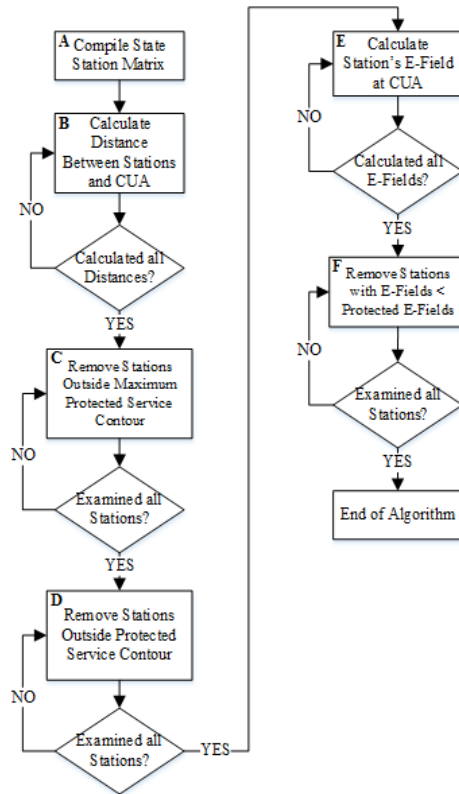 A Compile State
Station Matrix
B Calculate
Distance
Between Stations
and CUA
NO
Calculated all
Distances?
YES
C Remove Stations
Outside Maximum
Protected Service
Contour
NO
Examined all
Stations?
YES
D
Remove Stations
Outside Protected
Service Contour
NO
Examined all
Stations?
YES
E Calculate
Station's E-Field
at CUA
NO
Calculated all
E-Fields?
YES
F Remove Stations
with E-Fields <
Protected E-Fields
NO
Examined all
Stations?
YES
End of Algorithm